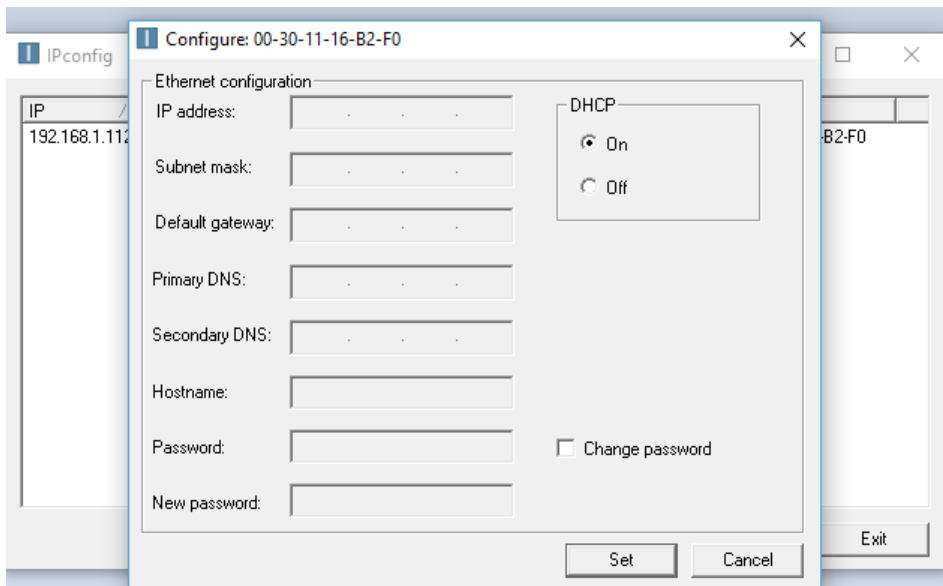 IPconfig
Configure: 00-30-11-16-B2-F0
IP
192.168.1.112
-B2-F0
Ethernet configuration
IP address:
DHCP
On
Subnet mask:
Off
Default gateway:
Primary DNS:
Secondary DNS:
Hostname:
Password:
Change password
New password:
Exit
Set
Cancel